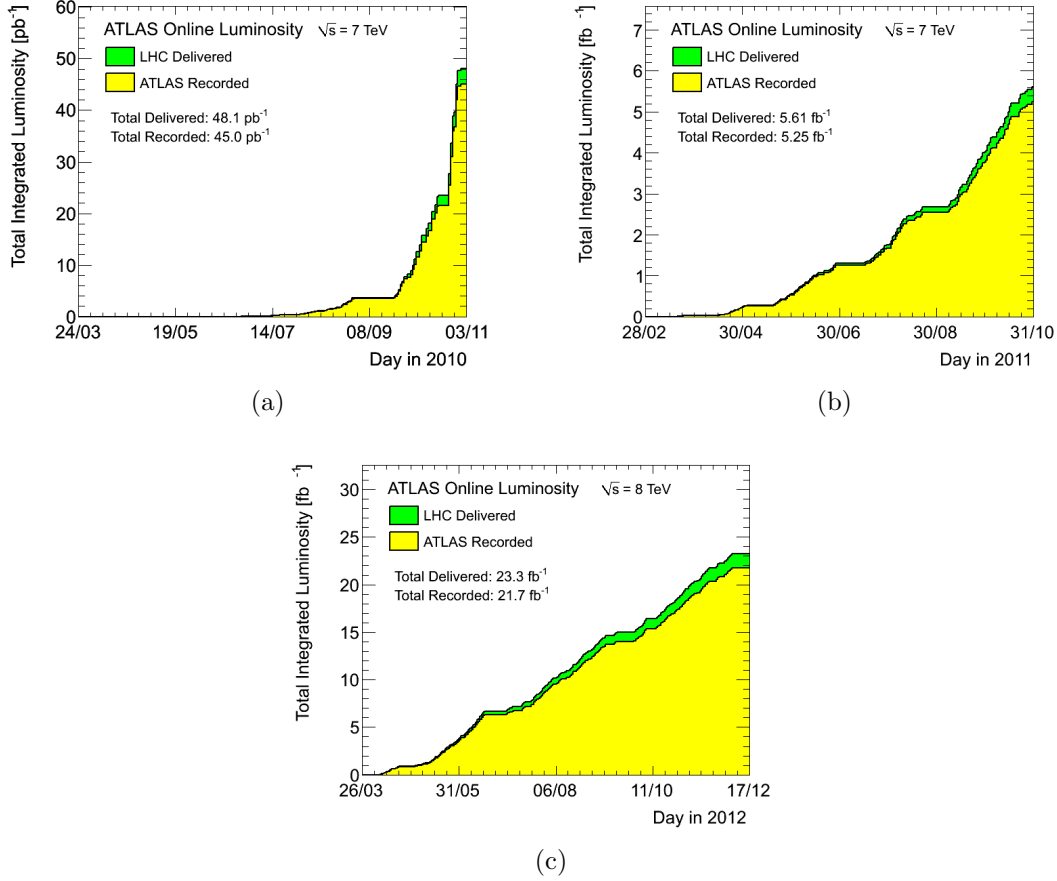 Total Integrated Luminosity [pb⁻¹]
60
50
40
30
20
10
0
ATLAS Online Luminosity √s = 7 TeV
LHC Delivered
ATLAS Recorded
Total Delivered: 48.1 pb⁻¹
Total Recorded: 45.0 pb⁻¹
24/03 19/05 14/07 08/09 03/11
Day in 2010
(a)
Total Integrated Luminosity [fb ⁻¹]
7
6
5
4
3
2
1
0
ATLAS Online Luminosity √s = 7 TeV
LHC Delivered
ATLAS Recorded
Total Delivered: 5.61 fb⁻¹
Total Recorded: 5.25 fb⁻¹
28/02 30/04 30/06 30/08 31/10
Day in 2011
(b)
Total Integrated Luminosity [fb ⁻¹]
30
25
20
15
10
5
0
ATLAS Online Luminosity √s = 8 TeV
LHC Delivered
ATLAS Recorded
Total Delivered: 23.3 fb⁻¹
Total Recorded: 21.7 fb⁻¹
26/03 31/05 06/08 11/10 17/12
Day in 2012
(c)